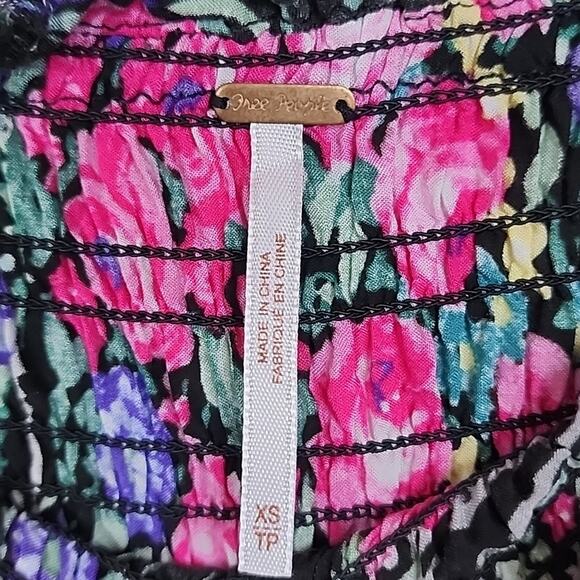 Free People
MADE IN CHINA
FABRIQUÉ EN CHINE
XS
TP